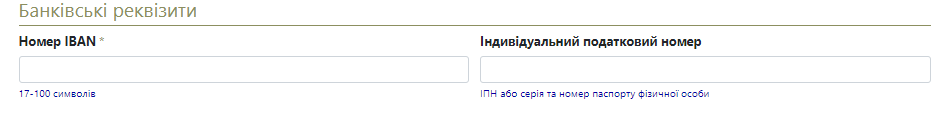 Банківські реквізити
Номер IBAN *
Індивідуальний податковий номер
17-100 символів
ІПН або серія та номер паспорту фізичної особи